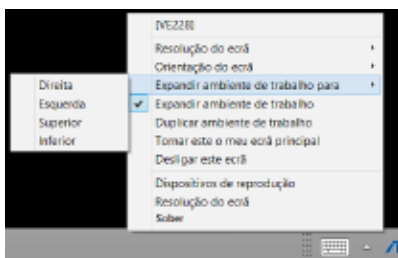 [VE228]
Resolução do ecrã
Orientação do ecrã
Expandir ambiente de trabalho para
Expandir ambiente de trabalho
Duplicar ambiente de trabalho
Tornar este o meu ecrã principal
Desligar este ecrã
Dispositivos de reprodução
Resolução do ecrã
Sober
Direita
Esquerda
Superior
Inferior